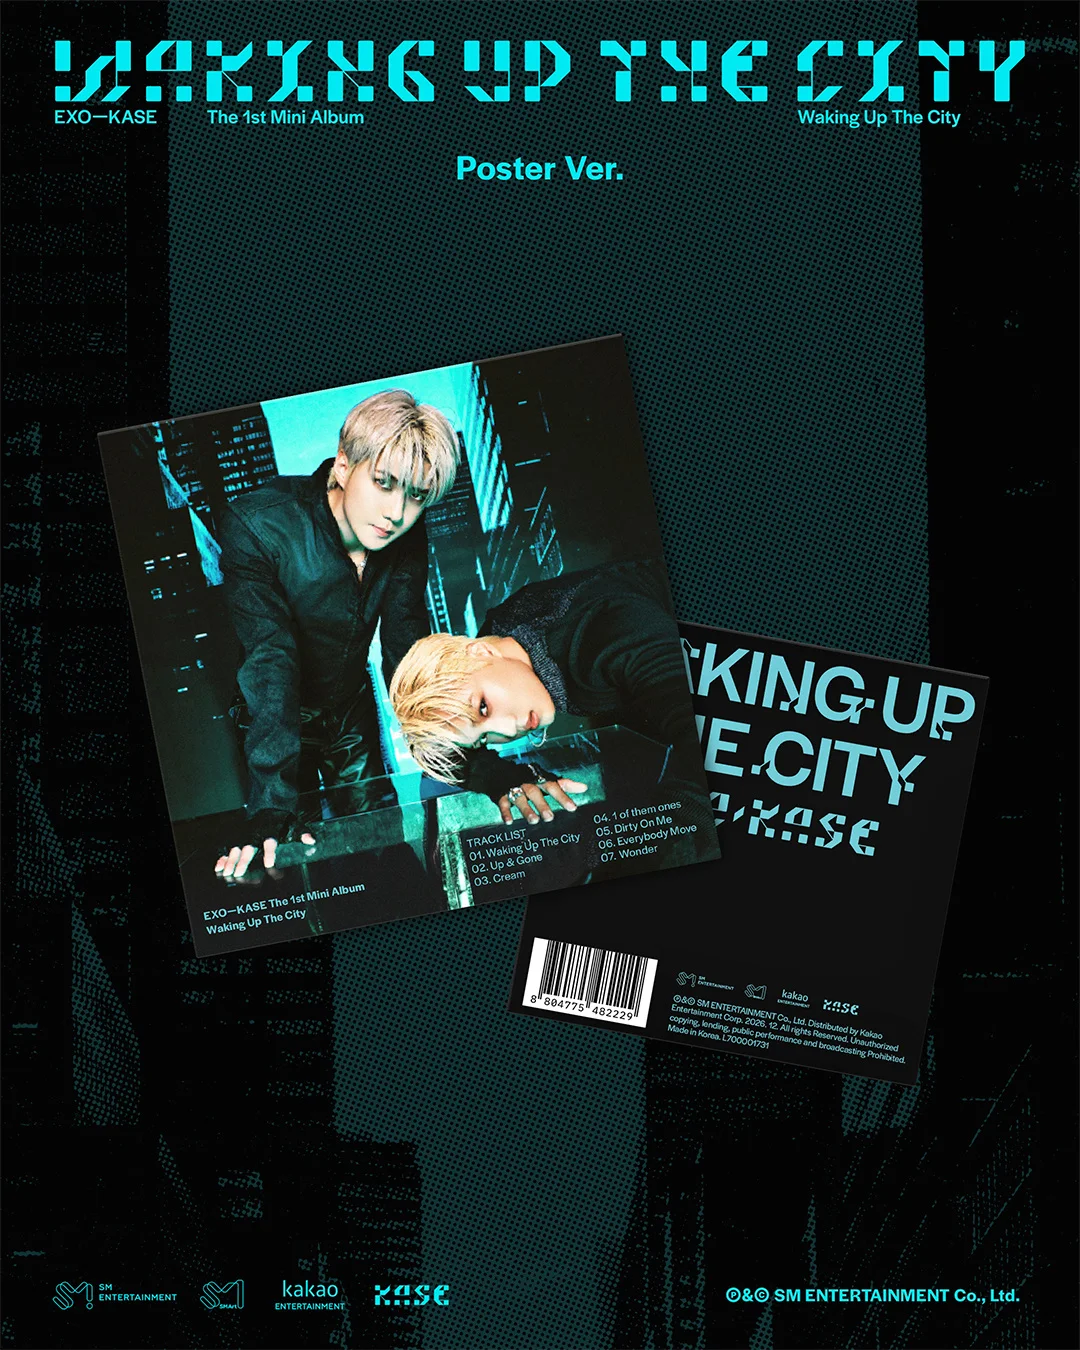 WAKING UP THE CITY
EXO—KASE The 1st Mini Album Waking Up The City
Poster Ver.
TRACK LIST
01. Waking Up The City
02. Up & Gone
03. Cream
04. 1 of them ones
05. Dirty On Me
06. Everybody Move
07. Wonder
EXO—KASE The 1st Mini Album
Waking Up The City
KING UP
E CITY
KASE
8 804775 482229
SM ENTERTAINMENT
kakao ENTERTAINMENT
KASE
℗&© SM ENTERTAINMENT Co., Ltd. Distributed by Kakao
Entertainment Corp. 2026. 12. All rights Reserved. Unauthorized
copying, lending, public performance and broadcasting Prohibited.
Made in Korea. L700001731
SM
ENTERTAINMENT
SMArt
kakao
ENTERTAINMENT
KASE
℗&© SM ENTERTAINMENT Co., Ltd.